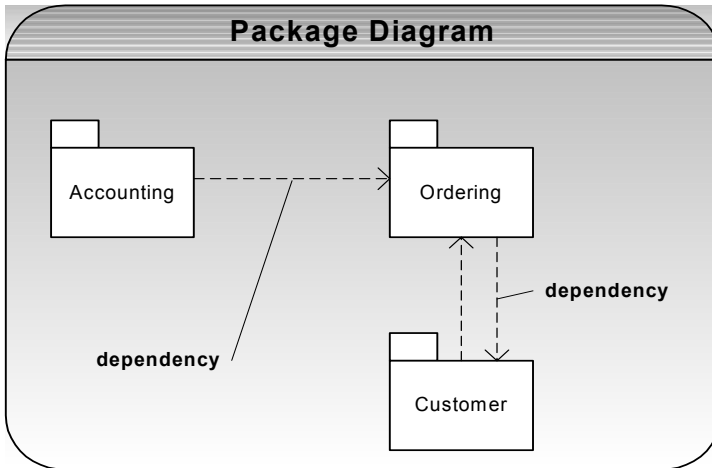 Package Diagram
Accounting
Ordering
dependency
dependency
Customer